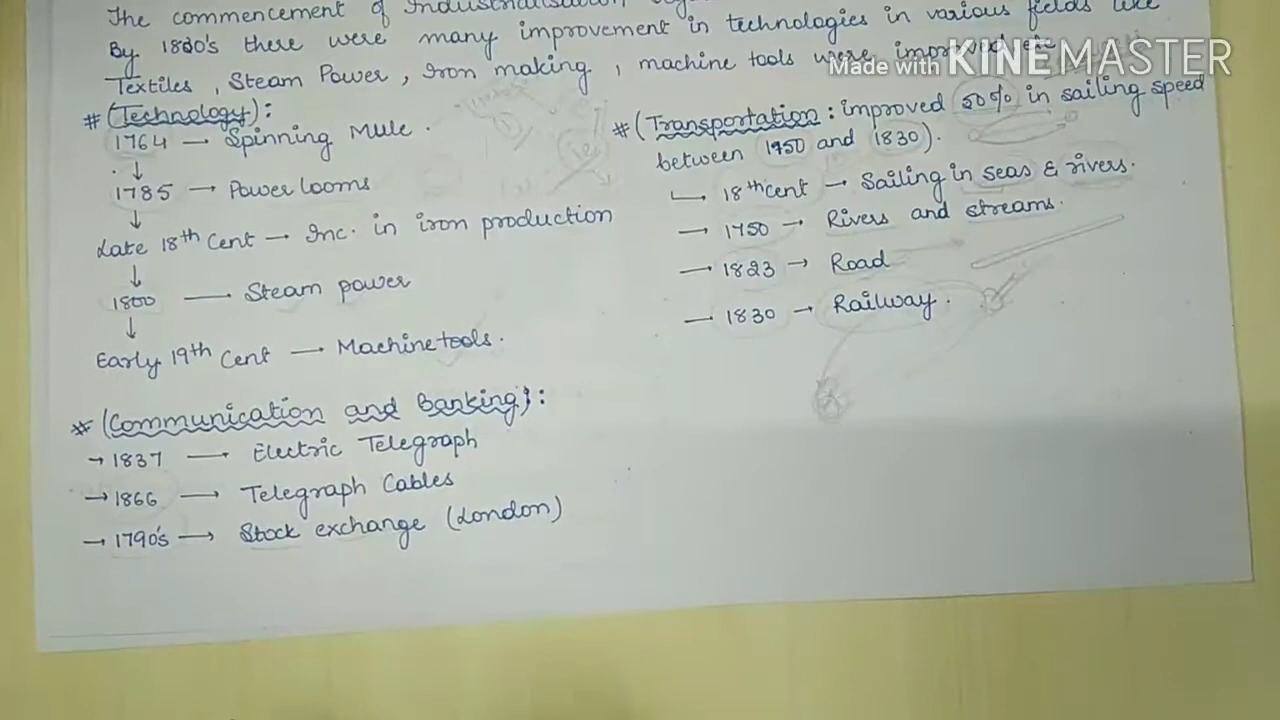 The commencement of Industrialisation
By 1800's there were many improvement in technologies in various fields like
Textiles, Steam Power, Iron making, machine tools were improved etc
Made with KINEMASTER
# (Technology):
1764 → Spinning Mule.
↓
1785 → Power looms
↓
Late 18th Cent → Inc. in iron production
↓
1800 — Steam power
↓
Early 19th Cent → Machine tools.
# (Communication and Banking):
→ 1837 → Electric Telegraph
→ 1866 → Telegraph Cables
→ 1790's → Stock exchange (London)
# (Transportation: improved 50% in sailing speed
between 1750 and 1830).
→ 18th cent → Sailing in seas & rivers.
→ 1750 → Rivers and streams.
→ 1823 → Road
→ 1830 → Railway.